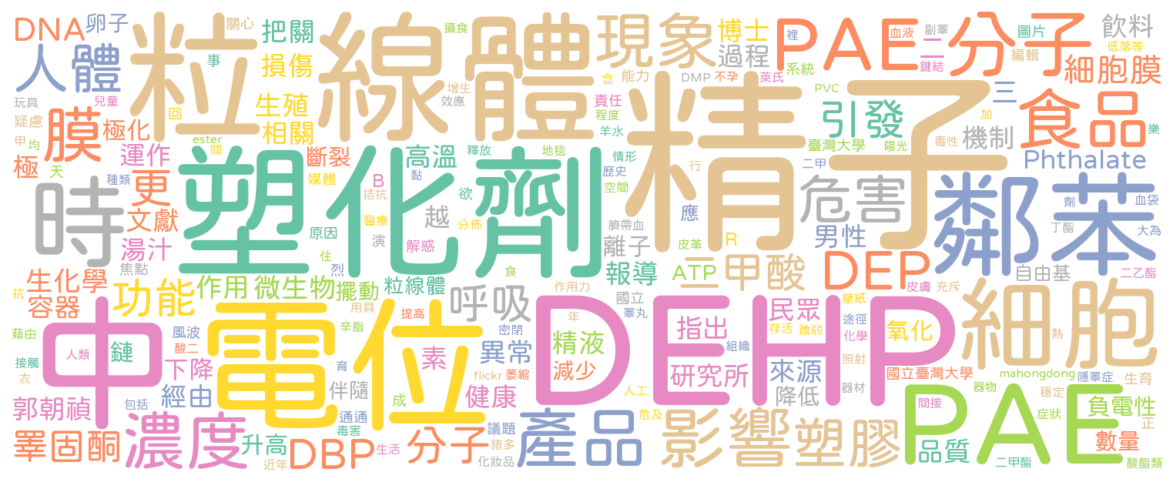 DNA
卵子
關心
攝食
粒線體
現象
博士
過程
PAE
分子
血液
副睪
鍵結
二
圖片
編輯
飲料
低落等
細胞膜
人體
把關
事
損傷
生殖
相關
增生
效應
含
能力
DMP
不孕
葉氏
系統
PVC
三
食品
玩具
兒童
疑慮
甲
均
膜
極化
回
ester
間
責任
程度
羊水
精子
引發
臺灣大學
陽光
機制
毒性
加
樂
極
天
種類
運作
斷裂
媒體
高溫
釋放
地毯
情形
歷史
空間
行
二甲
Phthalate
時
更
文獻
湯汁
焦點
塑化劑
B
拮抗
黏
欲
醫療
越
分佈
演
解惑
原因
住
烈
食
臍帶血
離子
皮革
應
R
危害
男性
鄰苯
劑
血袋
丁酯
大為
生化學
容器
抗
功能
作用
微生物
擺動
粒線體
呼吸
作用力
報導
國立
睪丸
ATP
二甲酸
DEP
皮膚
充斥
自由基
二乙酯
中
電位
用具
提高
辛酯
密閉
年
DEHP
指出
民眾
存活
微弱
壁紙
途徑
化學
照射
氧化
細胞
熱
藉由
風波
酸二
接觸
人類
鏈
衣
下降
經由
包括
育
伴隨
成
素
flickr
萎縮
異常
精液
減少
組織
研究所
人工
來源
降低
器材
國立臺灣大學
器物
間接
mahongdong
隱睪症
穩定
生育
郭朝禎
睪固酮
濃度
升高
近年
通通
毒害
DBP
生活
健康
議題
諸多
化妝品
分子
產品
危及
影響
塑膠
PAE
品質
症狀
二甲酯
負電性
正
數量
酸酯類